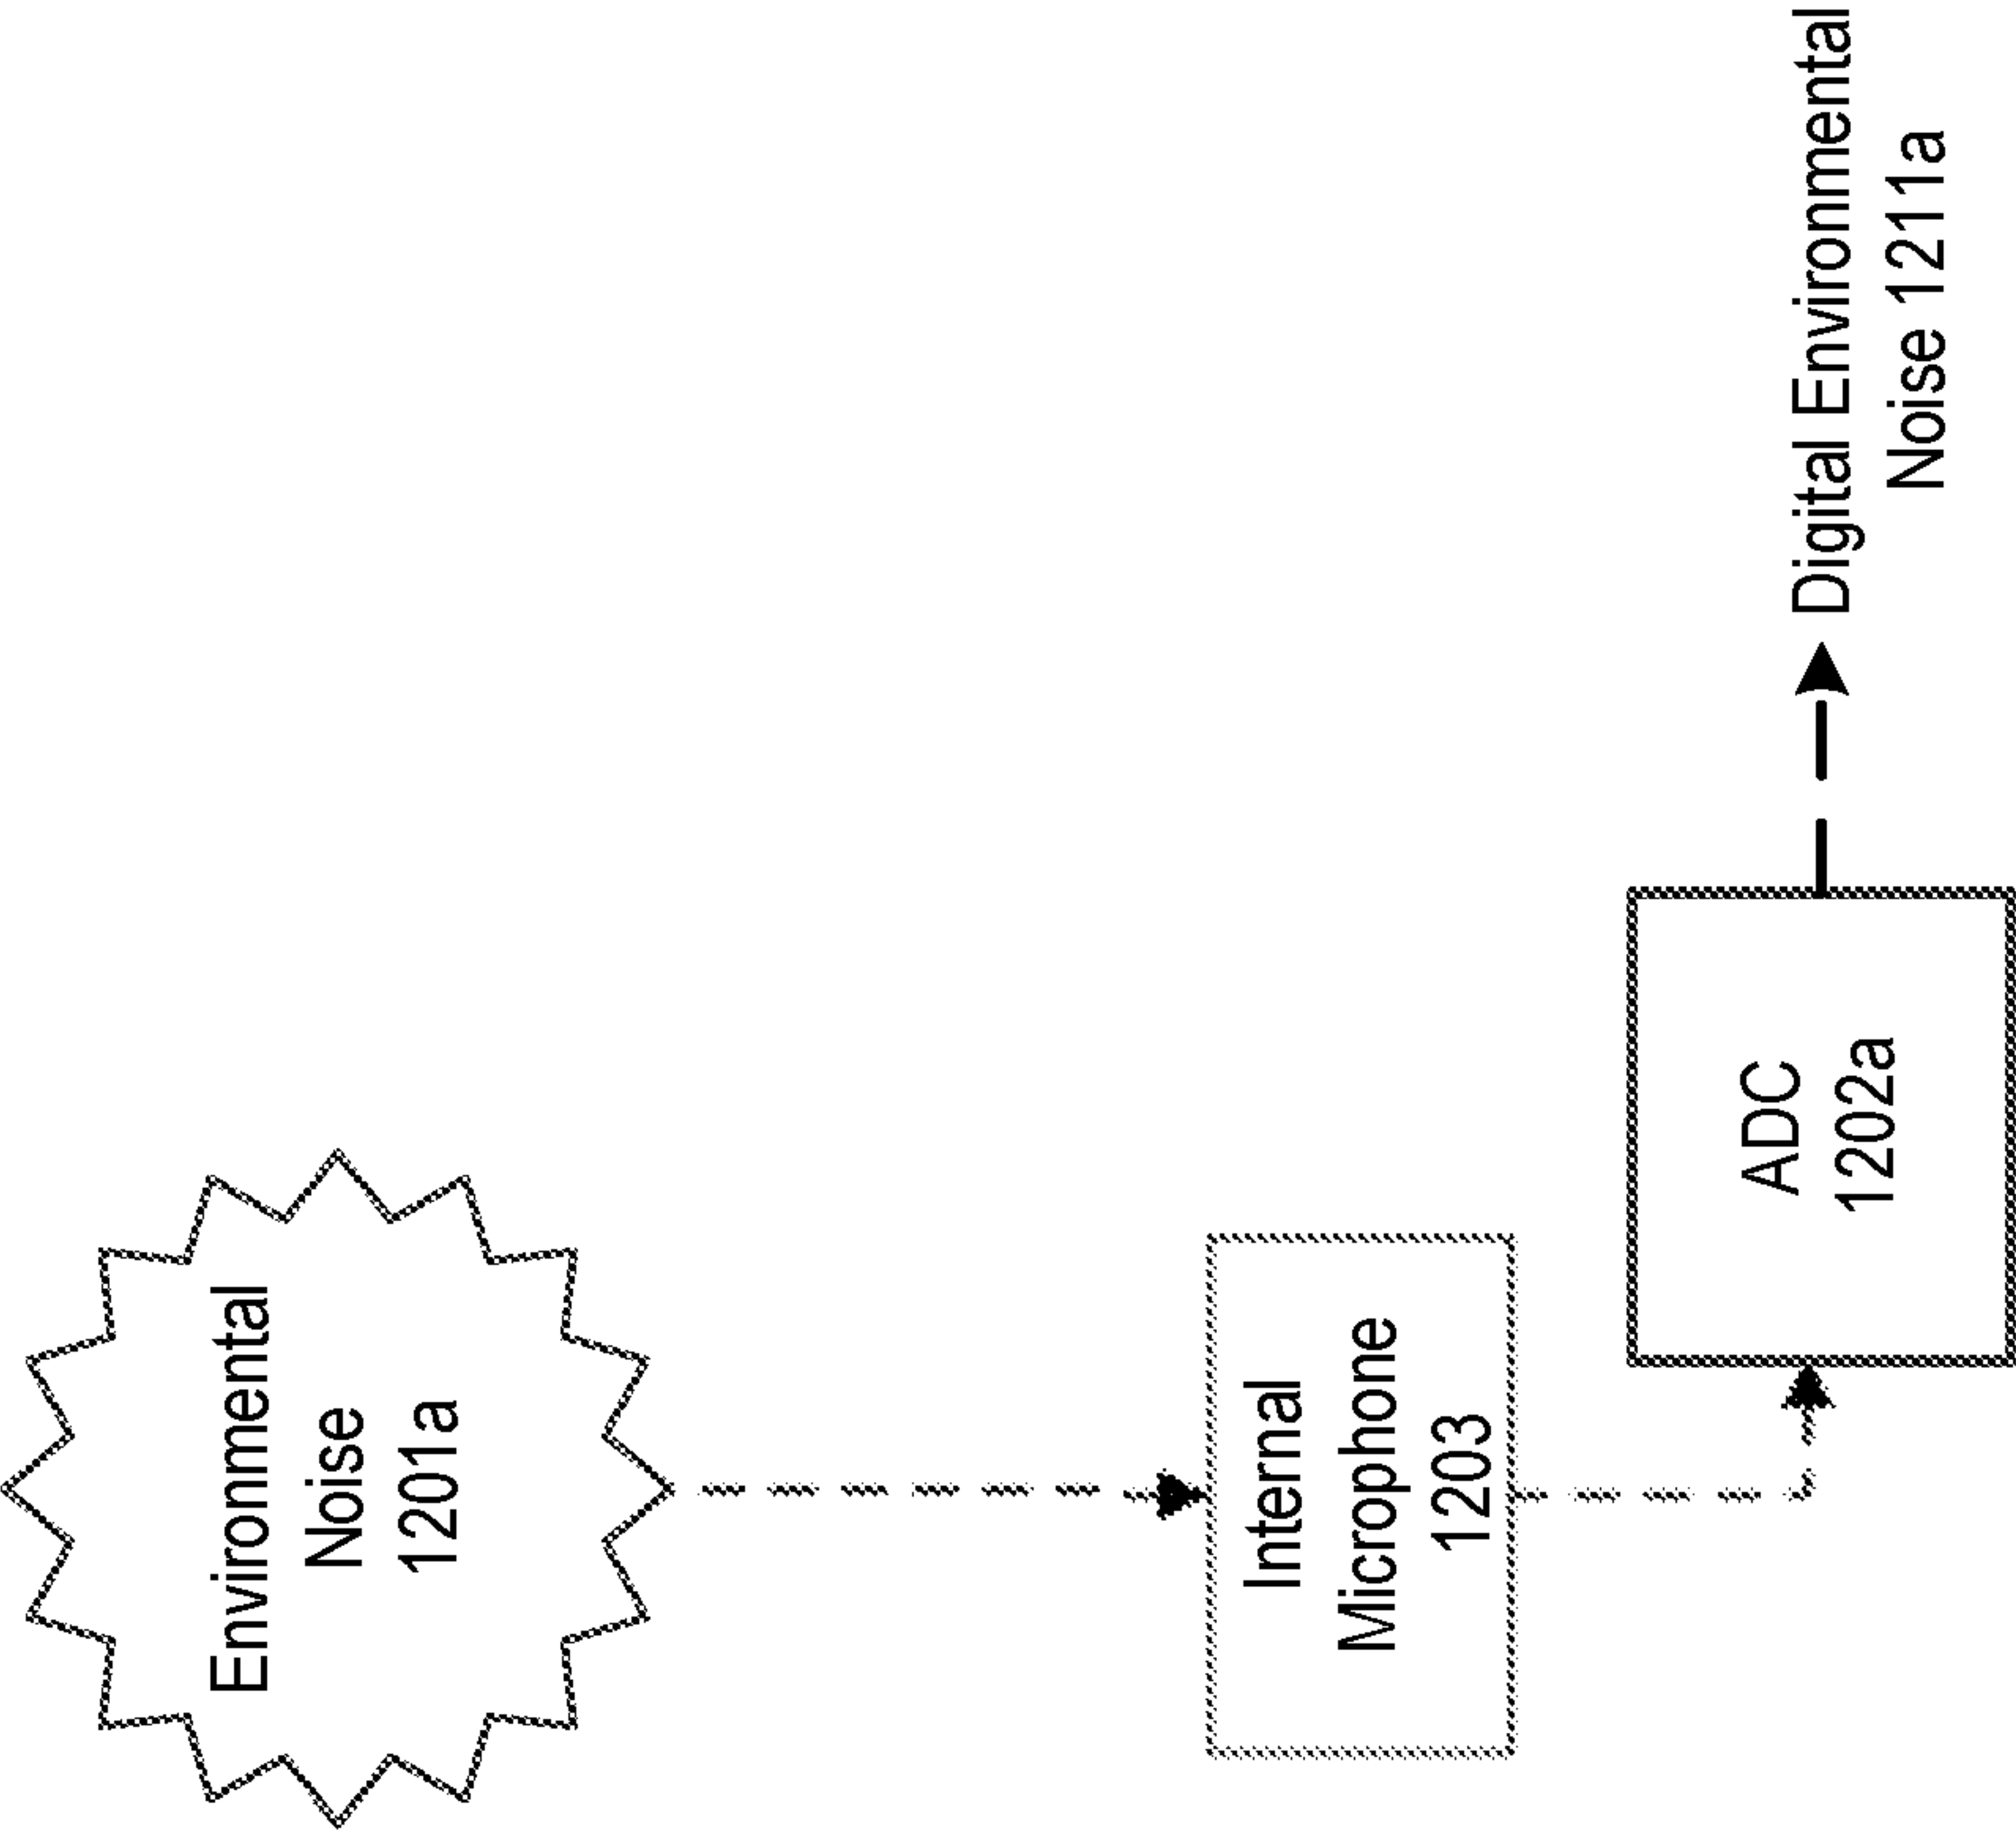 Environmental
Noise
1201a
Internal
Microphone
1203
ADC
1202a
Digital Environmental
Noise 1211a